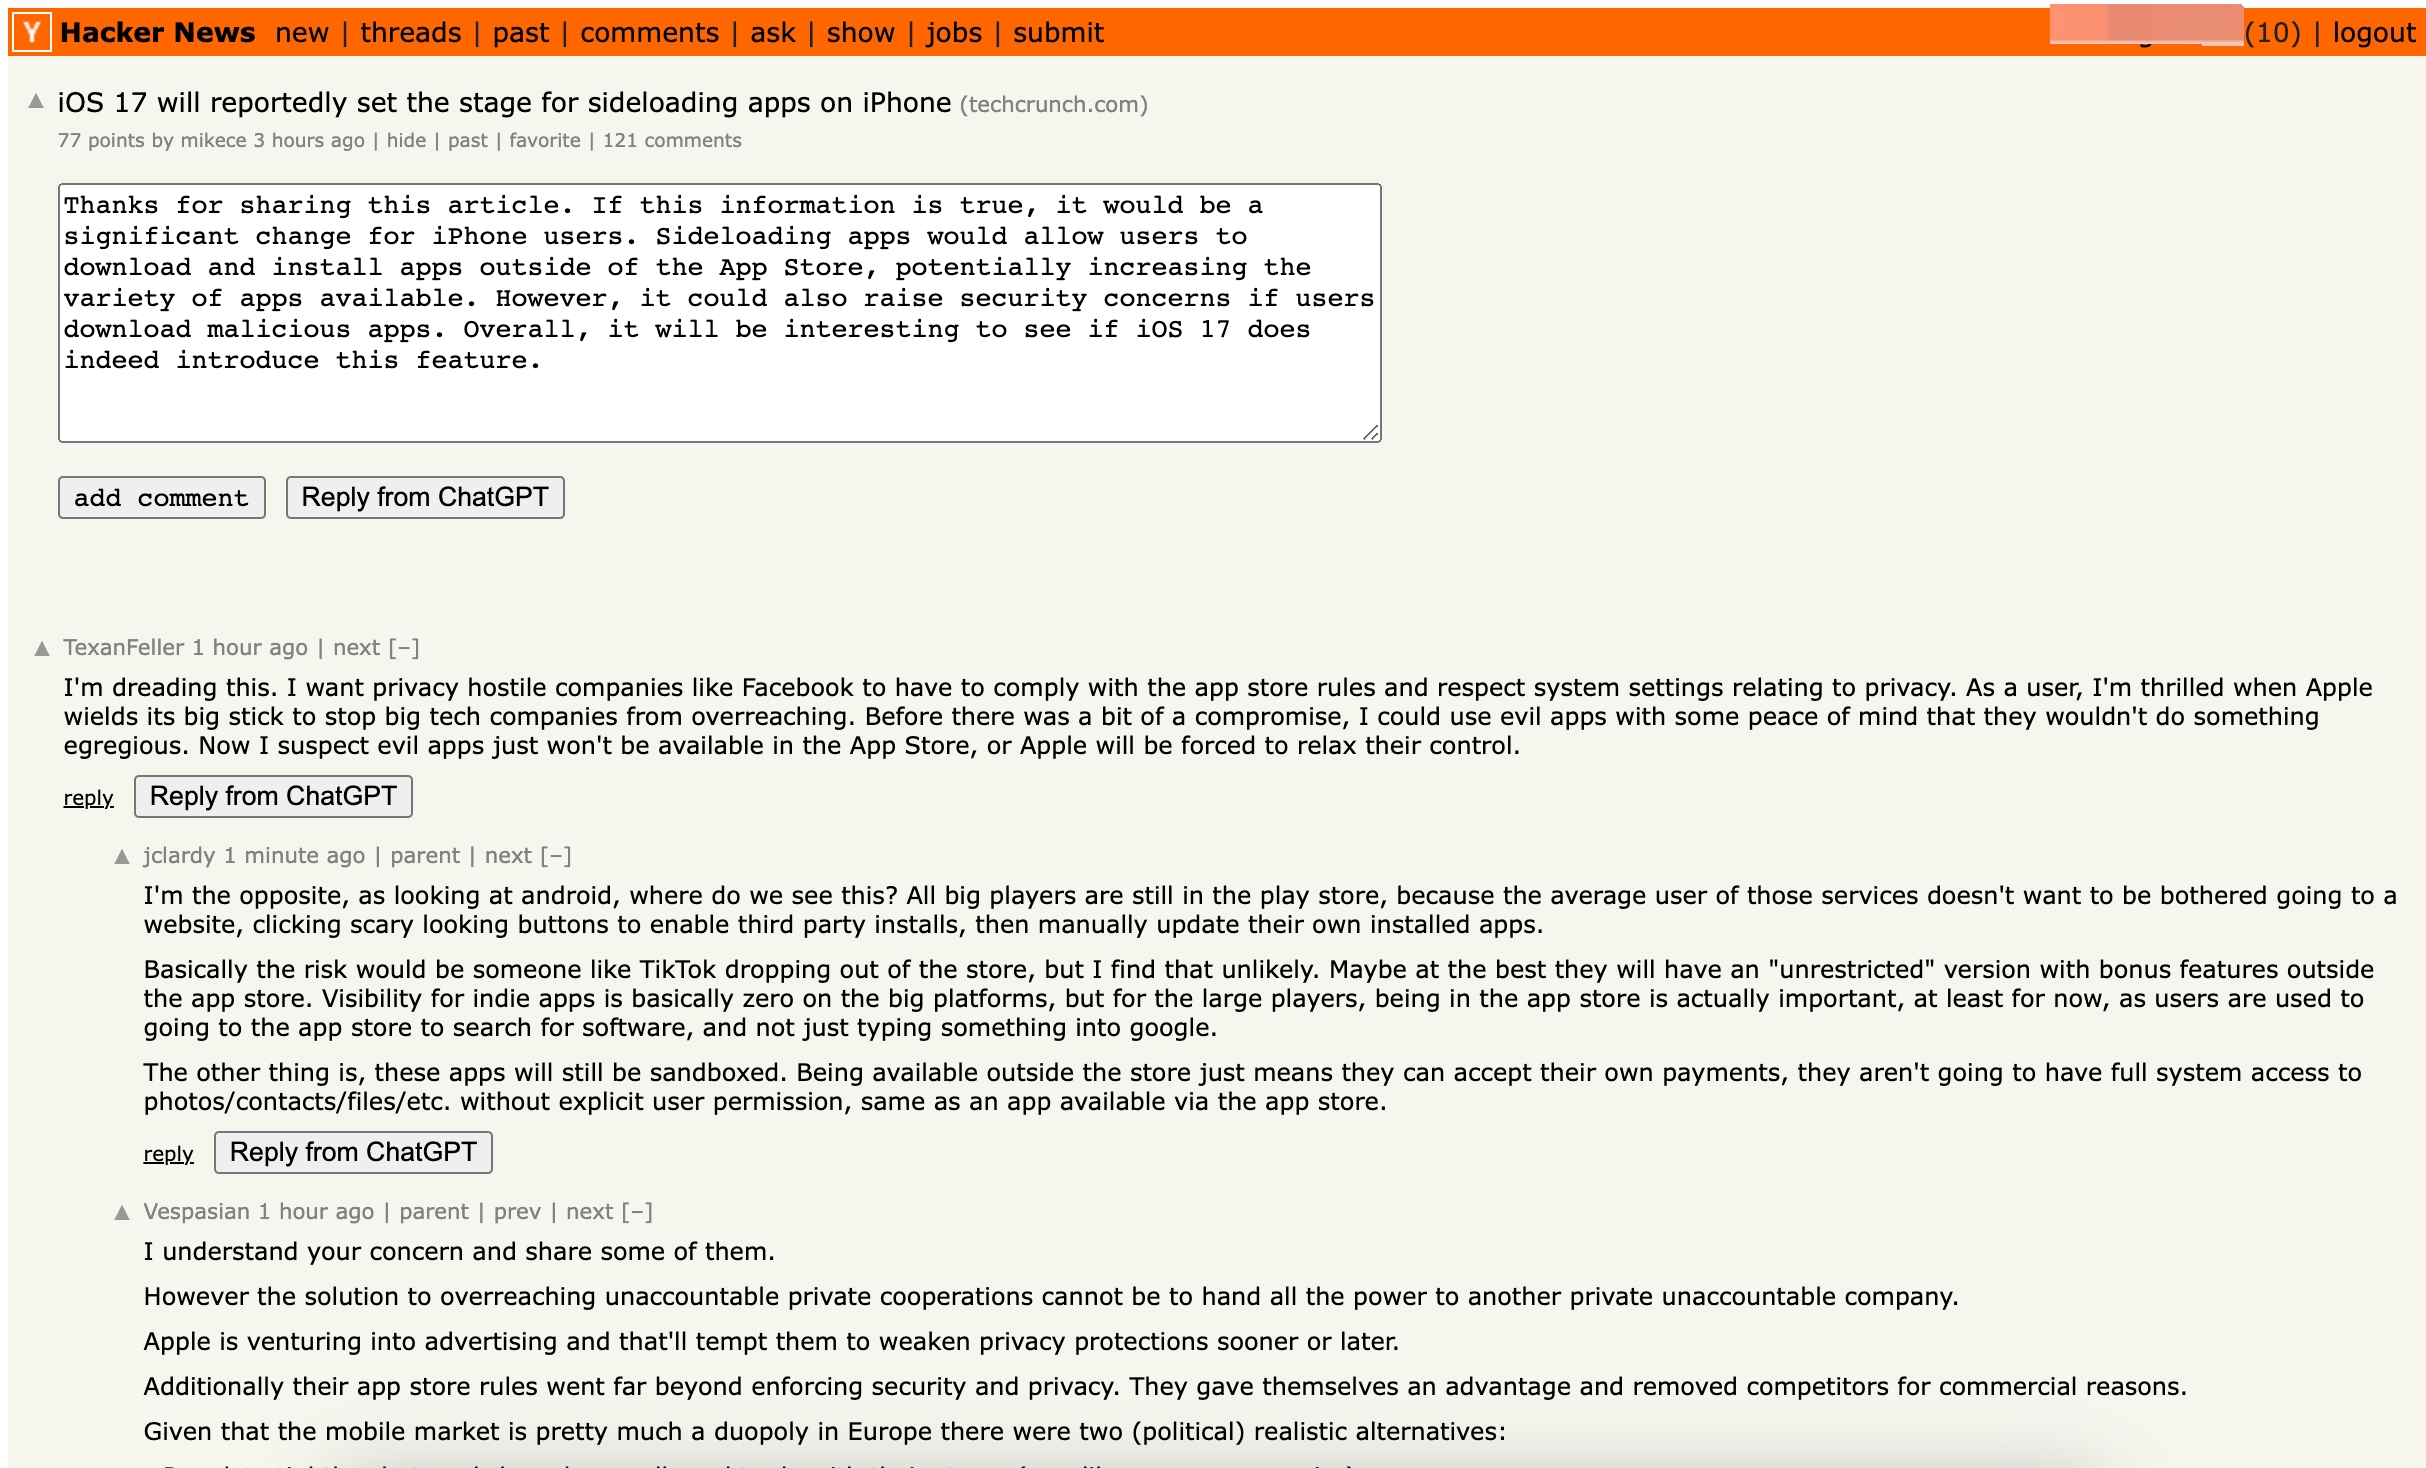 Y Hacker News new | threads | past | comments | ask | show | jobs | submit (10) | logout
▲ iOS 17 will reportedly set the stage for sideloading apps on iPhone (techcrunch.com)
77 points by mikece 3 hours ago | hide | past | favorite | 121 comments
Thanks for sharing this article. If this information is true, it would be a
significant change for iPhone users. Sideloading apps would allow users to
download and install apps outside of the App Store, potentially increasing the
variety of apps available. However, it could also raise security concerns if users
download malicious apps. Overall, it will be interesting to see if iOS 17 does
indeed introduce this feature.
add comment Reply from ChatGPT
▲ TexanFeller 1 hour ago | next [–]
I'm dreading this. I want privacy hostile companies like Facebook to have to comply with the app store rules and respect system settings relating to privacy. As a user, I'm thrilled when Apple
wields its big stick to stop big tech companies from overreaching. Before there was a bit of a compromise, I could use evil apps with some peace of mind that they wouldn't do something
egregious. Now I suspect evil apps just won't be available in the App Store, or Apple will be forced to relax their control.
reply Reply from ChatGPT
▲ jclardy 1 minute ago | parent | next [–]
I'm the opposite, as looking at android, where do we see this? All big players are still in the play store, because the average user of those services doesn't want to be bothered going to a
website, clicking scary looking buttons to enable third party installs, then manually update their own installed apps.
Basically the risk would be someone like TikTok dropping out of the store, but I find that unlikely. Maybe at the best they will have an "unrestricted" version with bonus features outside
the app store. Visibility for indie apps is basically zero on the big platforms, but for the large players, being in the app store is actually important, at least for now, as users are used to
going to the app store to search for software, and not just typing something into google.
The other thing is, these apps will still be sandboxed. Being available outside the store just means they can accept their own payments, they aren't going to have full system access to
photos/contacts/files/etc. without explicit user permission, same as an app available via the app store.
reply Reply from ChatGPT
▲ Vespasian 1 hour ago | parent | prev | next [–]
I understand your concern and share some of them.
However the solution to overreaching unaccountable private cooperations cannot be to hand all the power to another private unaccountable company.
Apple is venturing into advertising and that'll tempt them to weaken privacy protections sooner or later.
Additionally their app store rules went far beyond enforcing security and privacy. They gave themselves an advantage and removed competitors for commercial reasons.
Given that the mobile market is pretty much a duopoly in Europe there were two (political) realistic alternatives: